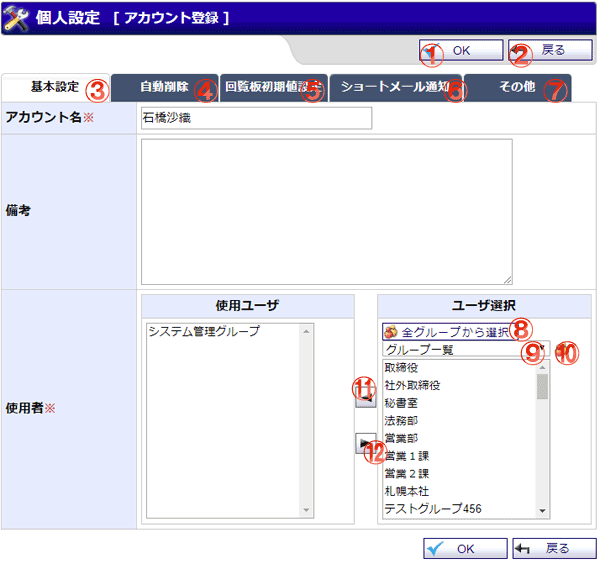 個人設定 [ アカウント登録 ]
① OK ② 戻る
基本設定 ③ 自動削除 ④ 回覧板初期値設定 ⑤ ショートメール通知 ⑥ その他 ⑦
アカウント名※ 石橋沙織
備考
使用者※
使用ユーザ
システム管理グループ
ユーザ選択
全グループから選択 ⑧
グループ一覧 ⑨ ⑩
取締役
社外取締役
秘書室
法務部
営業部
営業１課
営業２課
札幌本社
テストグループ456
⑪
⑫
OK 戻る